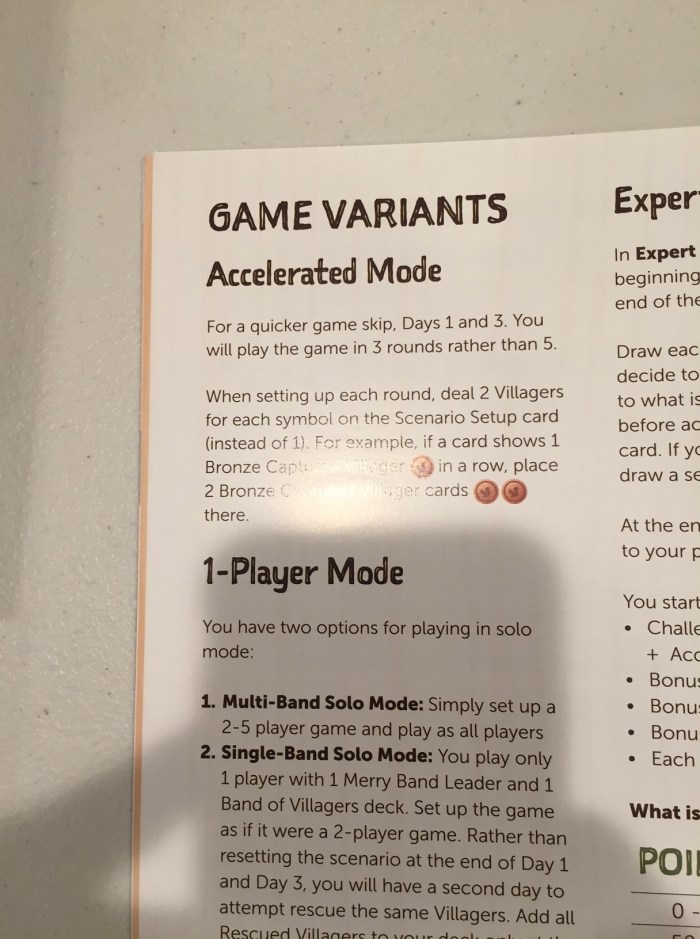 GAME VARIANTS
Accelerated Mode
For a quicker game skip, Days 1 and 3. You
will play the game in 3 rounds rather than 5.
When setting up each round, deal 2 Villagers
for each symbol on the Scenario Setup card
(instead of 1). For example, if a card shows 1
Bronze Captured Villager in a row, place
2 Bronze Captured Villager cards
there.
1-Player Mode
You have two options for playing in solo
mode:
1. Multi-Band Solo Mode: Simply set up a
2-5 player game and play as all players
2. Single-Band Solo Mode: You play only
1 player with 1 Merry Band Leader and 1
Band of Villagers deck. Set up the game
as if it were a 2-player game. Rather than
resetting the scenario at the end of Day 1
and Day 3, you will have a second day to
attempt rescue the same Villagers. Add all
Rescued Villagers to your deck
Exper
In Expert
beginning
end of the
Draw eac
decide to
to what is
before ac
card. If yo
draw a se
At the en
to your p
You start
• Challe
+ Acc
• Bonus
• Bonus
• Bonu
• Each
What is
POI
0 -